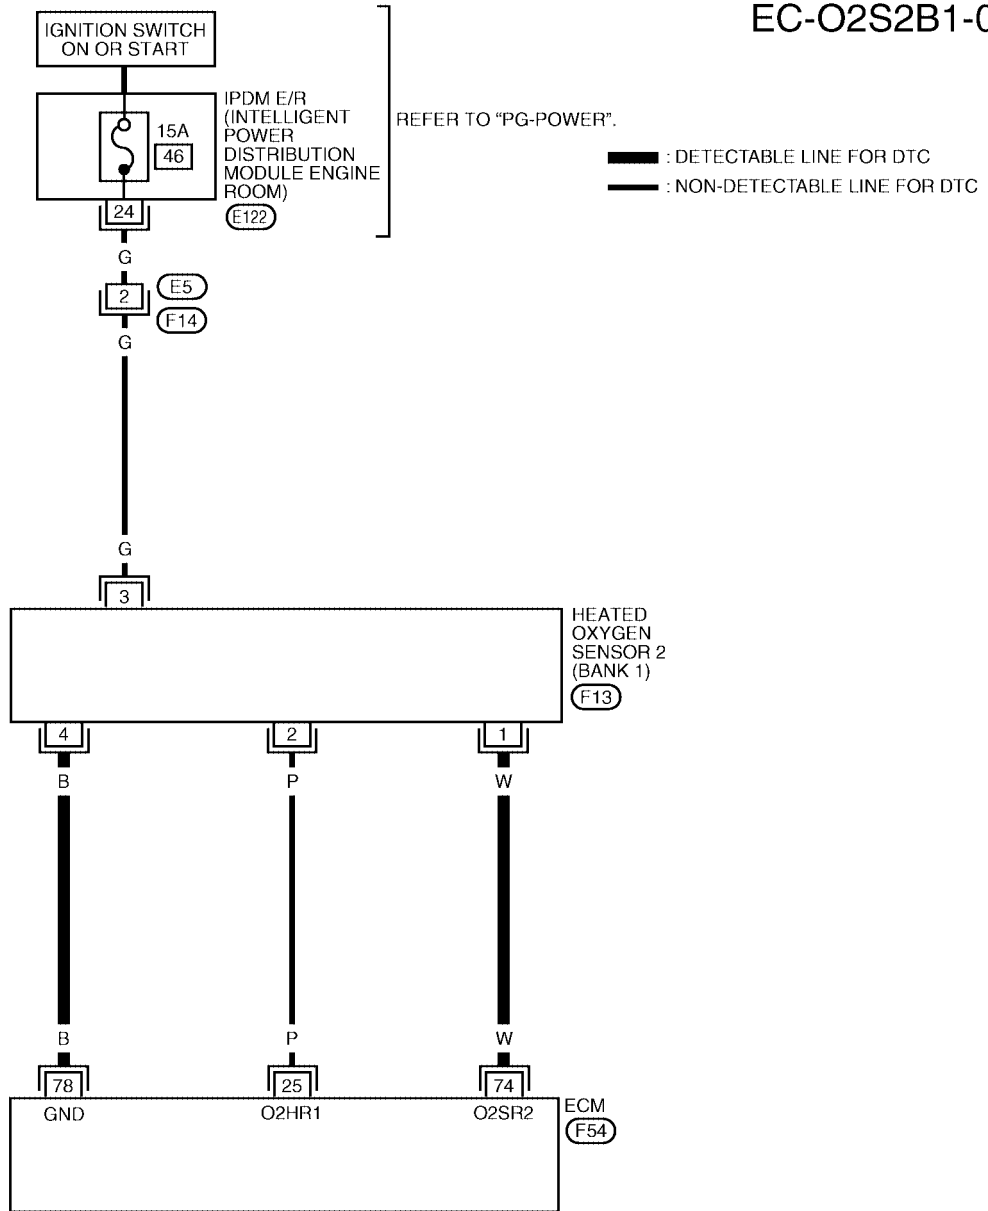 EC-O2S2B1-0
IGNITION SWITCH
ON OR START
IPDM E/R
(INTELLIGENT
POWER
DISTRIBUTION
MODULE ENGINE
ROOM)
E122
15A
46
REFER TO “PG-POWER”.
: DETECTABLE LINE FOR DTC
: NON-DETECTABLE LINE FOR DTC
24
G
2
E5
F14
G
G
3
HEATED
OXYGEN
SENSOR 2
(BANK 1)
F13
4 2 1
B P W
B P W
78 25 74
GND O2HR1 O2SR2
ECM
F54